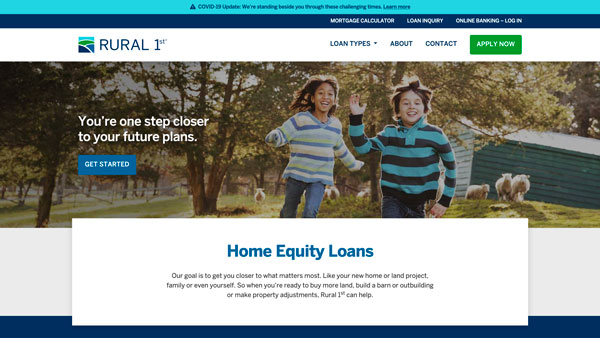 COVID-19 Update: We're standing beside you through these challenging times. Learn more
MORTGAGE CALCULATOR LOAN INQUIRY ONLINE BANKING – LOG IN
RURAL 1st
LOAN TYPES ABOUT CONTACT APPLY NOW
You're one step closer
to your future plans.
GET STARTED
Home Equity Loans
Our goal is to get you closer to what matters most. Like your new home or land project,
family or even yourself. So when you're ready to buy more land, build a barn or outbuilding
or make property adjustments, Rural 1st can help.